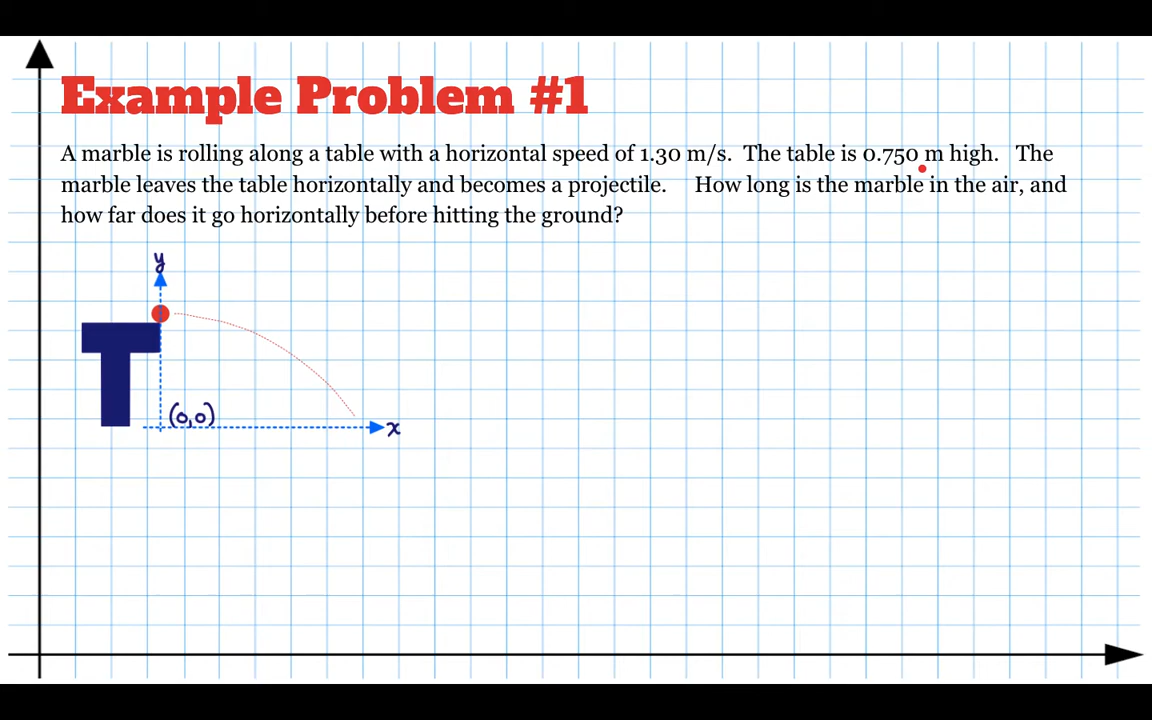 Example Problem #1
A marble is rolling along a table with a horizontal speed of 1.30 m/s.  The table is 0.750 m high.   The
marble leaves the table horizontally and becomes a projectile.     How long is the marble in the air, and
how far does it go horizontally before hitting the ground?
y
(0,0)
x